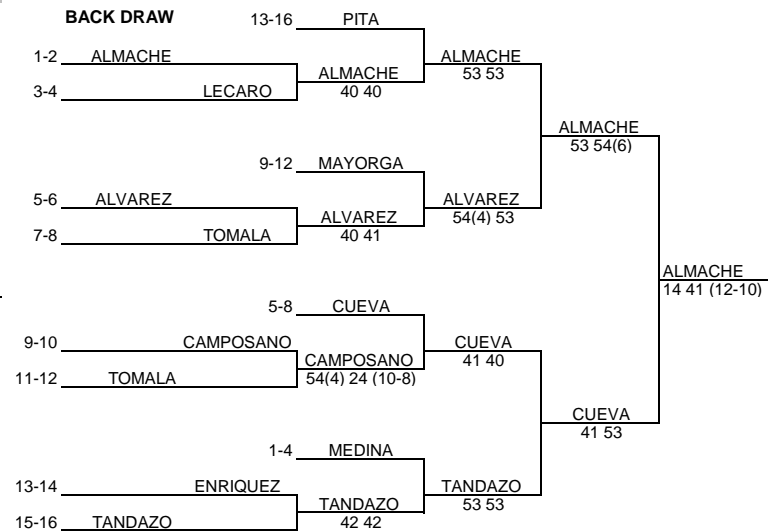 BACK DRAW
13-16 PITA
1-2 ALMACHE
ALMACHE
53 53
ALMACHE
40 40
3-4 LECARO
ALMACHE
53 54(6)
9-12 MAYORGA
5-6 ALVAREZ
ALVAREZ
54(4) 53
ALVAREZ
40 41
7-8 TOMALA
ALMACHE
14 41 (12-10)
5-8 CUEVA
9-10 CAMPOSANO
CUEVA
41 40
CAMPOSANO
54(4) 24 (10-8)
11-12 TOMALA
CUEVA
41 53
1-4 MEDINA
13-14 ENRIQUEZ
TANDAZO
53 53
TANDAZO
42 42
15-16 TANDAZO